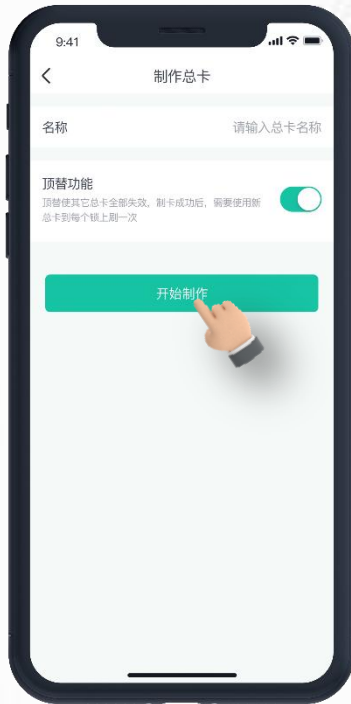 9:41
制作总卡
名称 请输入总卡名称
顶替功能
顶替使其它总卡全部失效，制卡成功后，需要使用新
总卡到每个锁上刷一次
开始制作